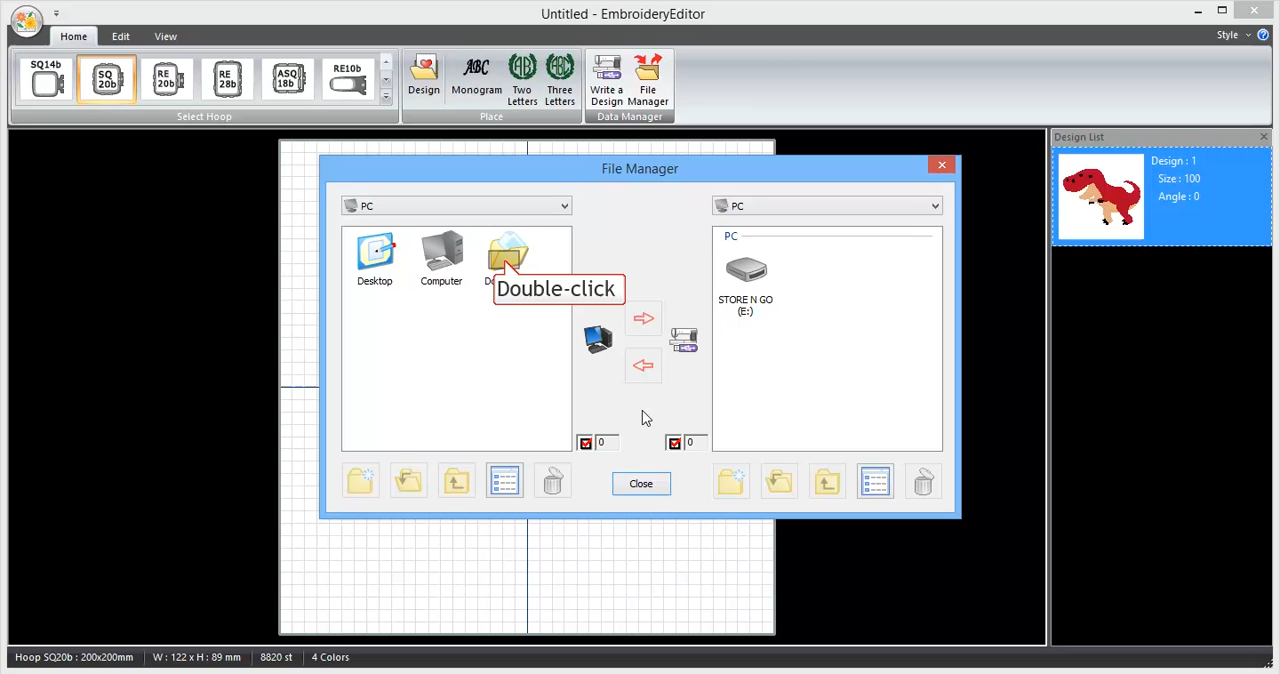 Untitled - EmbroideryEditor
Home Edit View
Style
SQ14b
SQ
20b
RE
20b
RE
28b
ASQ
18b
RE10b
Select Hoop
Design
ABC
Monogram
AB
Two
Letters
Three
Letters
Place
Write a
Design
File
Manager
Data Manager
Design List
Design : 1
Size : 100
Angle : 0
File Manager
PC
PC
Desktop
Computer
Double-click
PC
STORE N GO
(E:)
0
0
Close
Hoop SQ20b : 200x200mm
W : 122 x H : 89 mm
8820 st
4 Colors